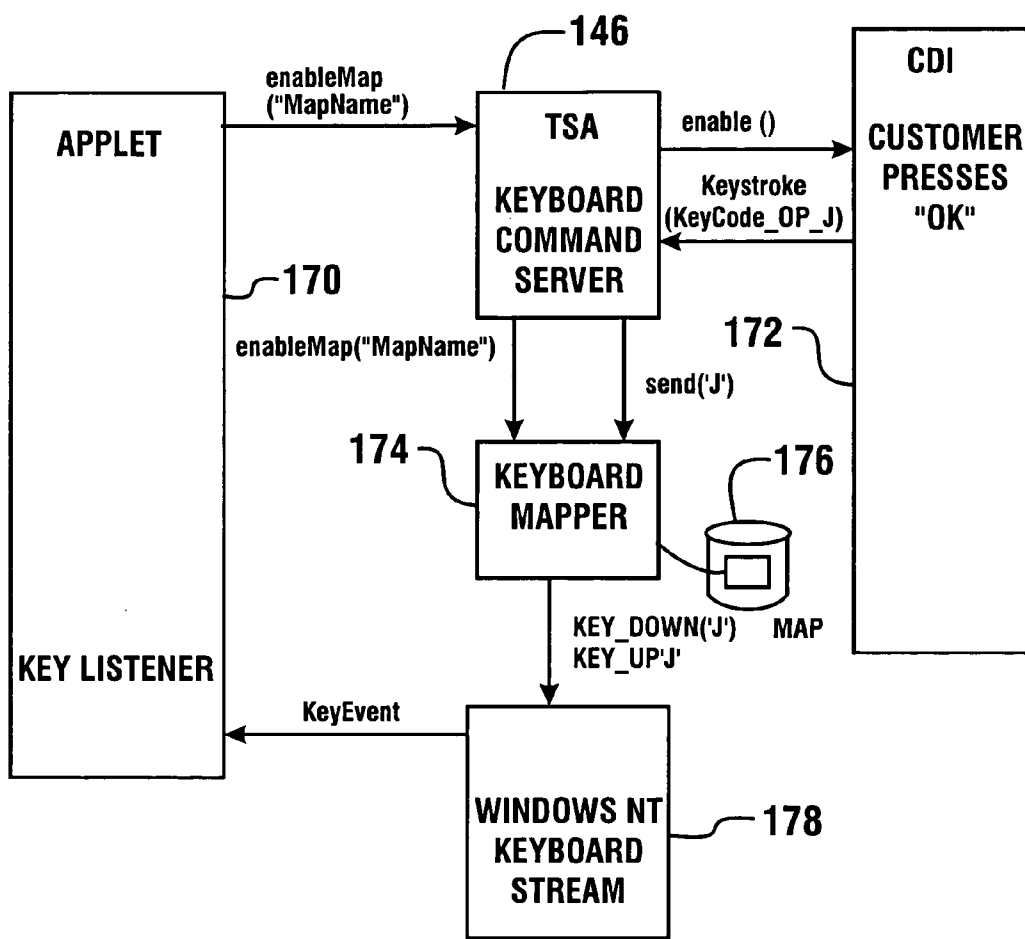 146
enableMap
("MapName")
APPLET
TSA
KEYBOARD
COMMAND
SERVER
enable ()
Keystroke
(KeyCode_OP_J)
CDI
CUSTOMER
PRESSES
"OK"
170
172
enableMap("MapName")
send('J')
174
KEYBOARD
MAPPER
176
MAP
KEY_DOWN('J')
KEY_UP'J'
KEY LISTENER
KeyEvent
WINDOWS NT
KEYBOARD
STREAM
178